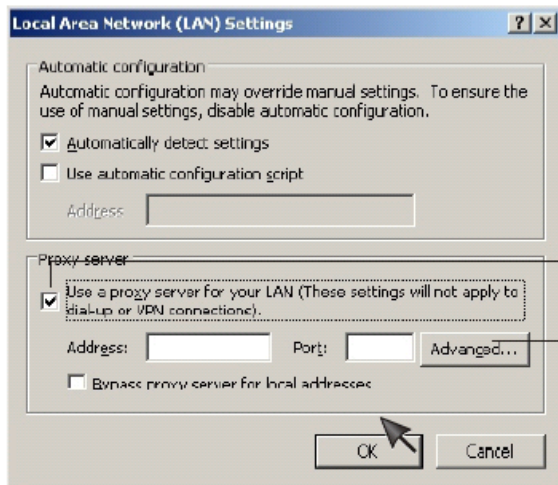 Local Area Network (LAN) Settings
Automatic configuration
Automatic configuration may override manual settings. To ensure the
use of manual settings, disable automatic configuration.
Automatically detect settings
Use automatic configuration script
Address
Proxy server
Use a proxy server for your LAN (These settings will not apply to
dial-up or VPN connections).
Address:
Port:
Advanced...
Bypass proxy server for local addresses
OK
Cancel